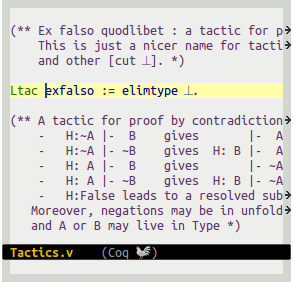 (** Ex falso quodlibet : a tactic for p
This is just a nicer name for tacti
and other [cut ⊥]. *)
Ltac exfalso := elimtype ⊥.
(** A tactic for proof by contradiction
- H:~A |- B gives |- A
- H:~A |- ~B gives H: B |- A
- H: A |- B gives |- ~A
- H: A |- ~B gives H: B |- ~A
- H:False leads to a resolved sub
Moreover, negations may be in unfold
and A or B may live in Type *)
Tactics.v (Coq 🐓)